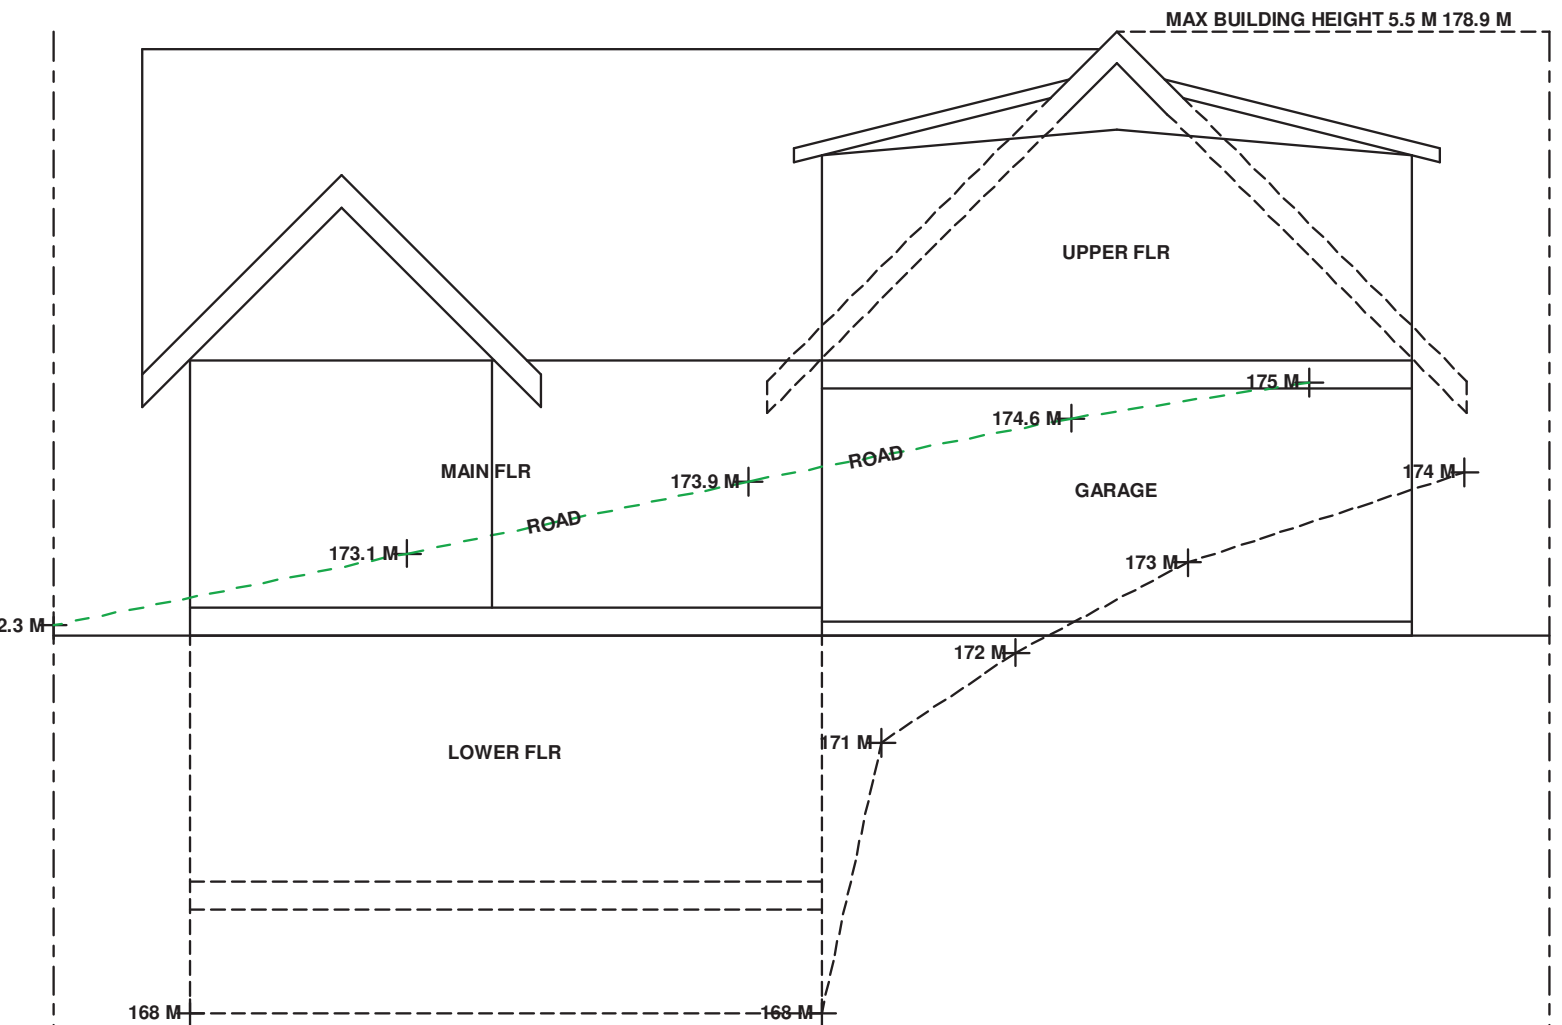 MAX BUILDING HEIGHT 5.5 M 178.9 M
UPPER FLR
175 M
174.6 M
ROAD
174 M
MAIN FLR
173.9 M
GARAGE
ROAD
173.1 M
173 M
2.3 M
172 M
171 M
LOWER FLR
168 M
168 M